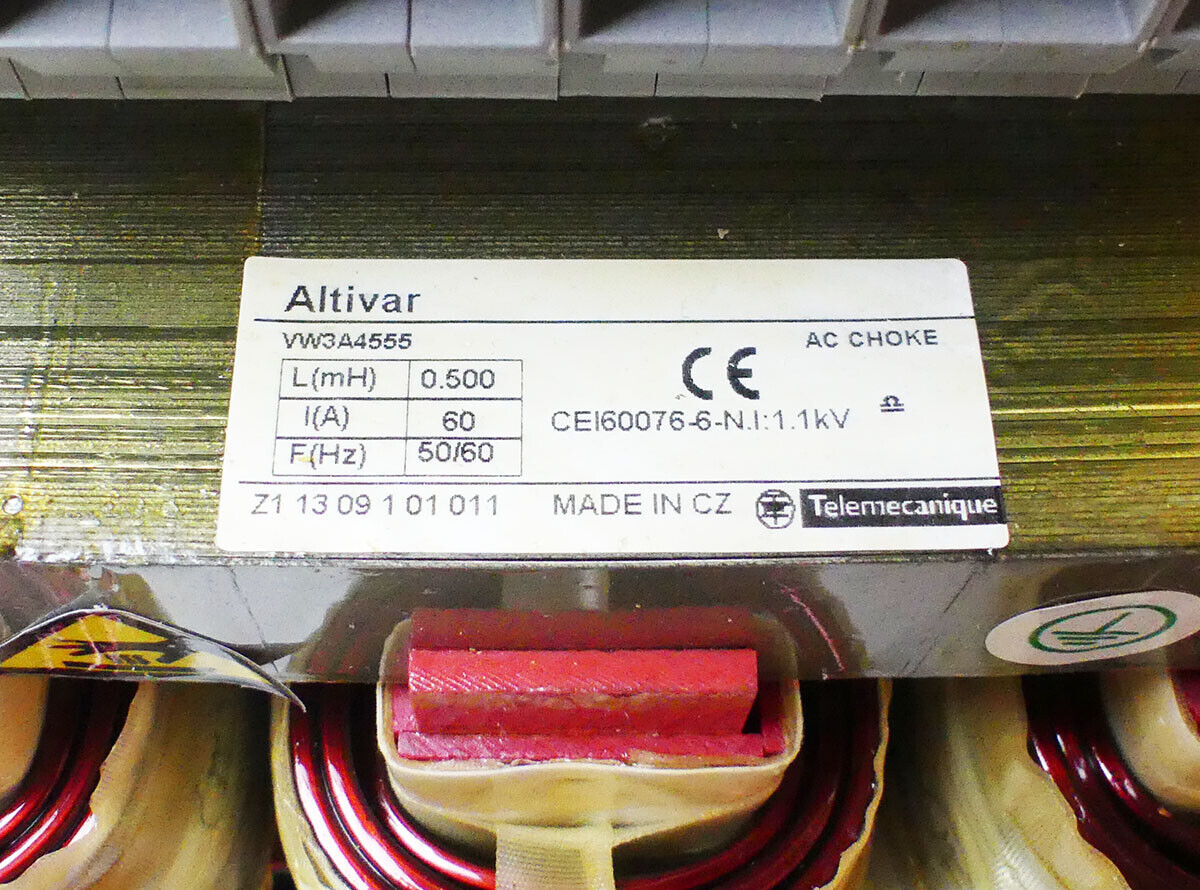 Altivar
VW3A4555
AC CHOKE
L(mH) 0.500
I(A) 60
F(Hz) 50/60
CE
CEI60076-6-N.I:1.1kV
Z1 13 09 1 01 011
MADE IN CZ
Telemecanique